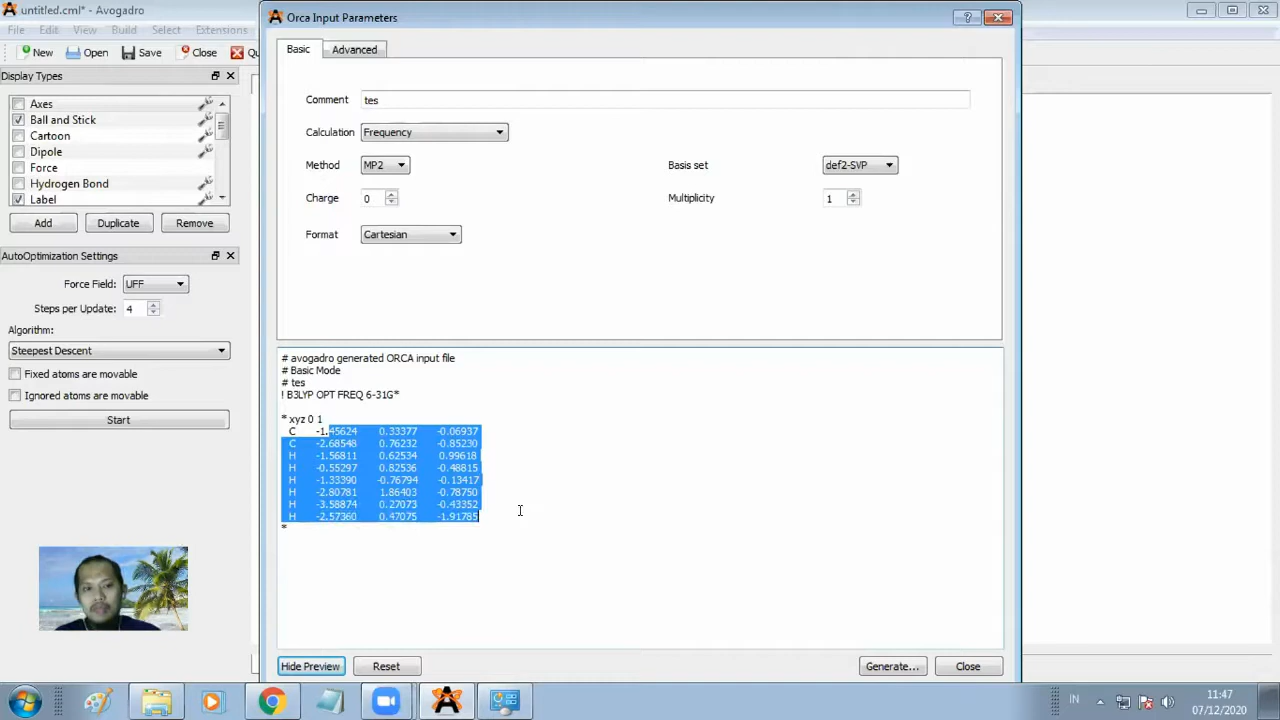 untitled.cml* - Avogadro
File Edit View Build Select Extensions
New Open Save Close
Display Types
Axes
Ball and Stick
Cartoon
Dipole
Force
Hydrogen Bond
Label
Add Duplicate Remove
AutoOptimization Settings
Force Field: UFF
Steps per Update: 4
Algorithm:
Steepest Descent
Fixed atoms are movable
Ignored atoms are movable
Start
Orca Input Parameters
Basic Advanced
Comment tes
Calculation Frequency
Method MP2 Basis set def2-SVP
Charge 0 Multiplicity 1
Format Cartesian
# avogadro generated ORCA input file
# Basic Mode
# tes
! B3LYP OPT FREQ 6-31G*
* xyz 0 1
C -1.45624 0.33377 -0.06937
C -2.68548 0.76232 -0.85230
H -1.56811 0.62534 0.99618
H -0.55297 0.82536 -0.48815
H -1.33390 -0.76794 -0.13417
H -2.80781 1.86403 -0.78750
H -3.58874 0.27073 -0.43352
H -2.57360 0.47075 -1.91785
*
Hide Preview Reset Generate... Close
IN
11:47
07/12/2020